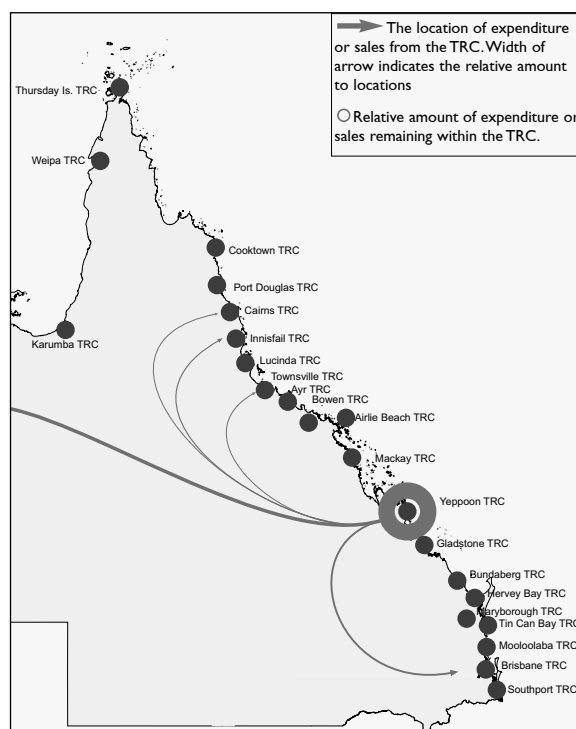 The location of expenditure
or sales from the TRC. Width of
arrow indicates the relative amount
to locations
Relative amount of expenditure or
sales remaining within the TRC.
Thursday Is. TRC
Weipa TRC
Cooktown TRC
Port Douglas TRC
Cairns TRC
Karumba TRC
Innisfail TRC
Lucinda TRC
Townsville TRC
Ayr TRC
Bowen TRC
Airlie Beach TRC
Mackay TRC
Yeppoon TRC
Gladstone TRC
Bundaberg TRC
Hervey Bay TRC
aryborough TRC
Tin Can Bay TRC
Mooloolaba TRC
Brisbane TRC
Southport TRC